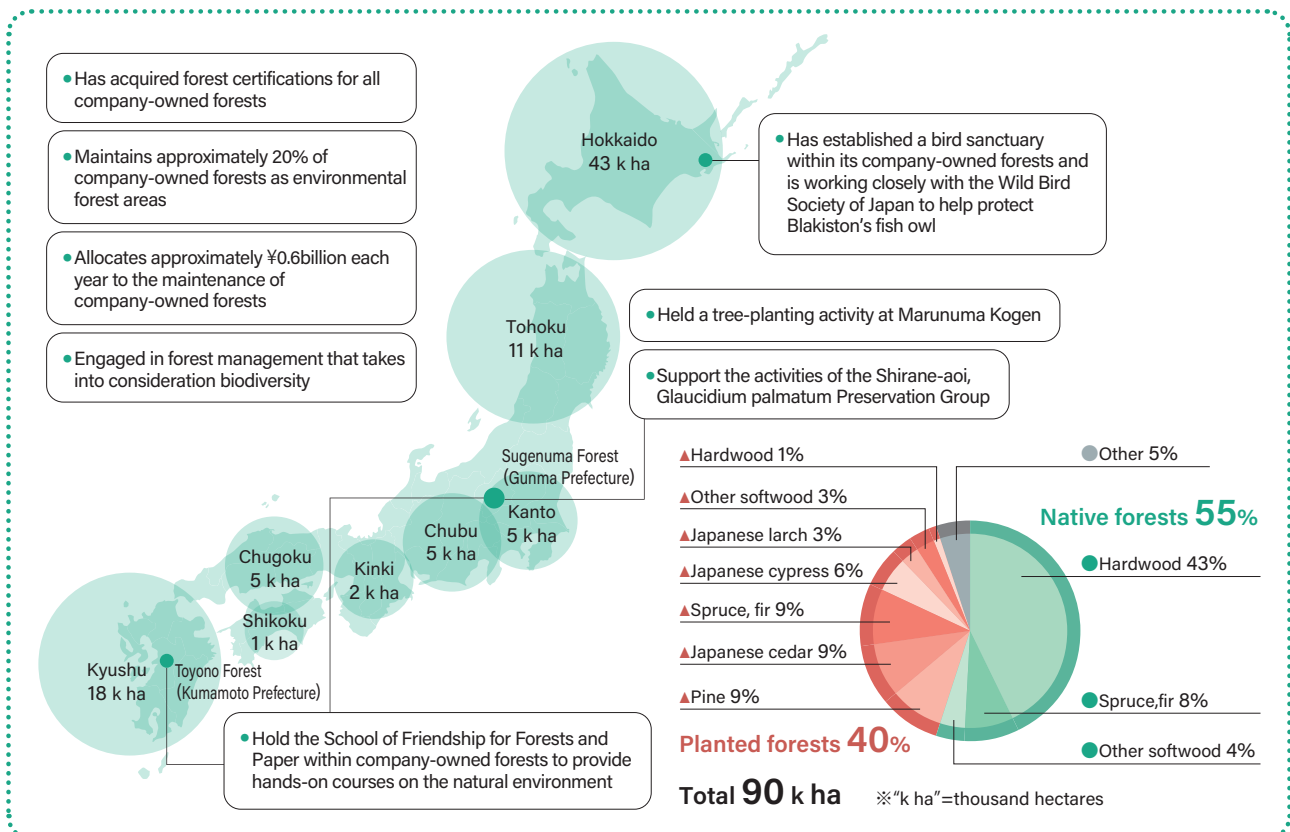 ●Has acquired forest certifications for all
company-owned forests
●Maintains approximately 20% of
company-owned forests as environmental
forest areas
●Allocates approximately ¥0.6billion each
year to the maintenance of
company-owned forests
●Engaged in forest management that takes
into consideration biodiversity
Hokkaido
43 k ha
●Has established a bird sanctuary
within its company-owned forests and
is working closely with the Wild Bird
Society of Japan to help protect
Blakiston’s fish owl
Tohoku
11 k ha
●Held a tree-planting activity at Marunuma Kogen
●Support the activities of the Shirane-aoi,
Glaucidium palmatum Preservation Group
Sugenuma Forest
(Gunma Prefecture)
Kanto
5 k ha
Chubu
5 k ha
Kinki
2 k ha
Chugoku
5 k ha
Shikoku
1 k ha
Kyushu
18 k ha
Toyono Forest
(Kumamoto Prefecture)
●Hold the School of Friendship for Forests and
Paper within company-owned forests to provide
hands-on courses on the natural environment
▲Hardwood 1%
▲Other softwood 3%
▲Japanese larch 3%
▲Japanese cypress 6%
▲Spruce, fir 9%
▲Japanese cedar 9%
▲Pine 9%
Planted forests 40%
●Other 5%
Native forests 55%
●Hardwood 43%
●Spruce,fir 8%
●Other softwood 4%
Total 90 k ha
※“k ha”=thousand hectares